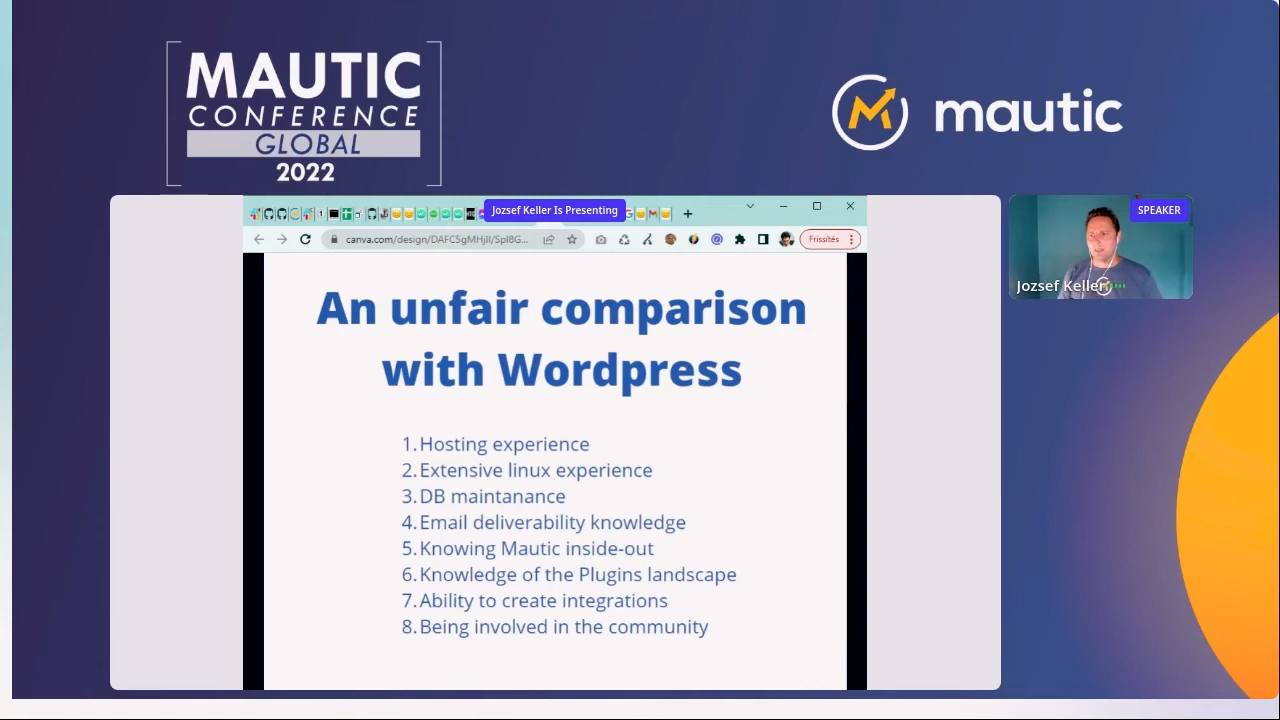 MAUTIC
CONFERENCE
GLOBAL
2022
mautic
Jozsef Keller Is Presenting
canva.com/design/DAFC5gMHjII/SpI8G...
Frissítés
SPEAKER
Jozsef Keller
An unfair comparison
with Wordpress
1. Hosting experience
2. Extensive linux experience
3. DB maintanance
4. Email deliverability knowledge
5. Knowing Mautic inside-out
6. Knowledge of the Plugins landscape
7. Ability to create integrations
8. Being involved in the community